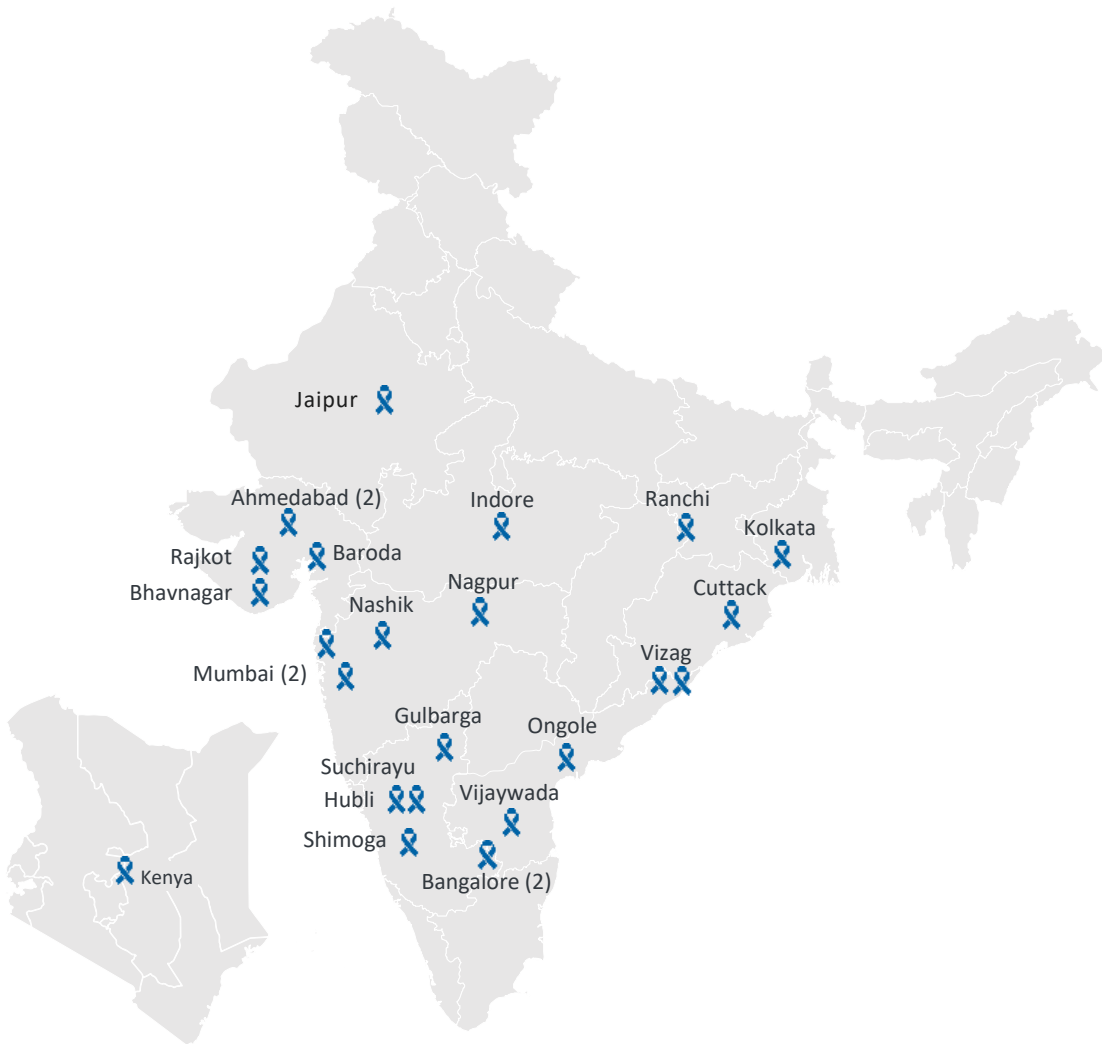 Jaipur
Ahmedabad (2)
Indore
Ranchi
Kolkata
Rajkot
Baroda
Bhavnagar
Nagpur
Cuttack
Nashik
Vizag
Mumbai (2)
Gulbarga
Ongole
Suchirayu
Hubli
Vijaywada
Shimoga
Bangalore (2)
Kenya